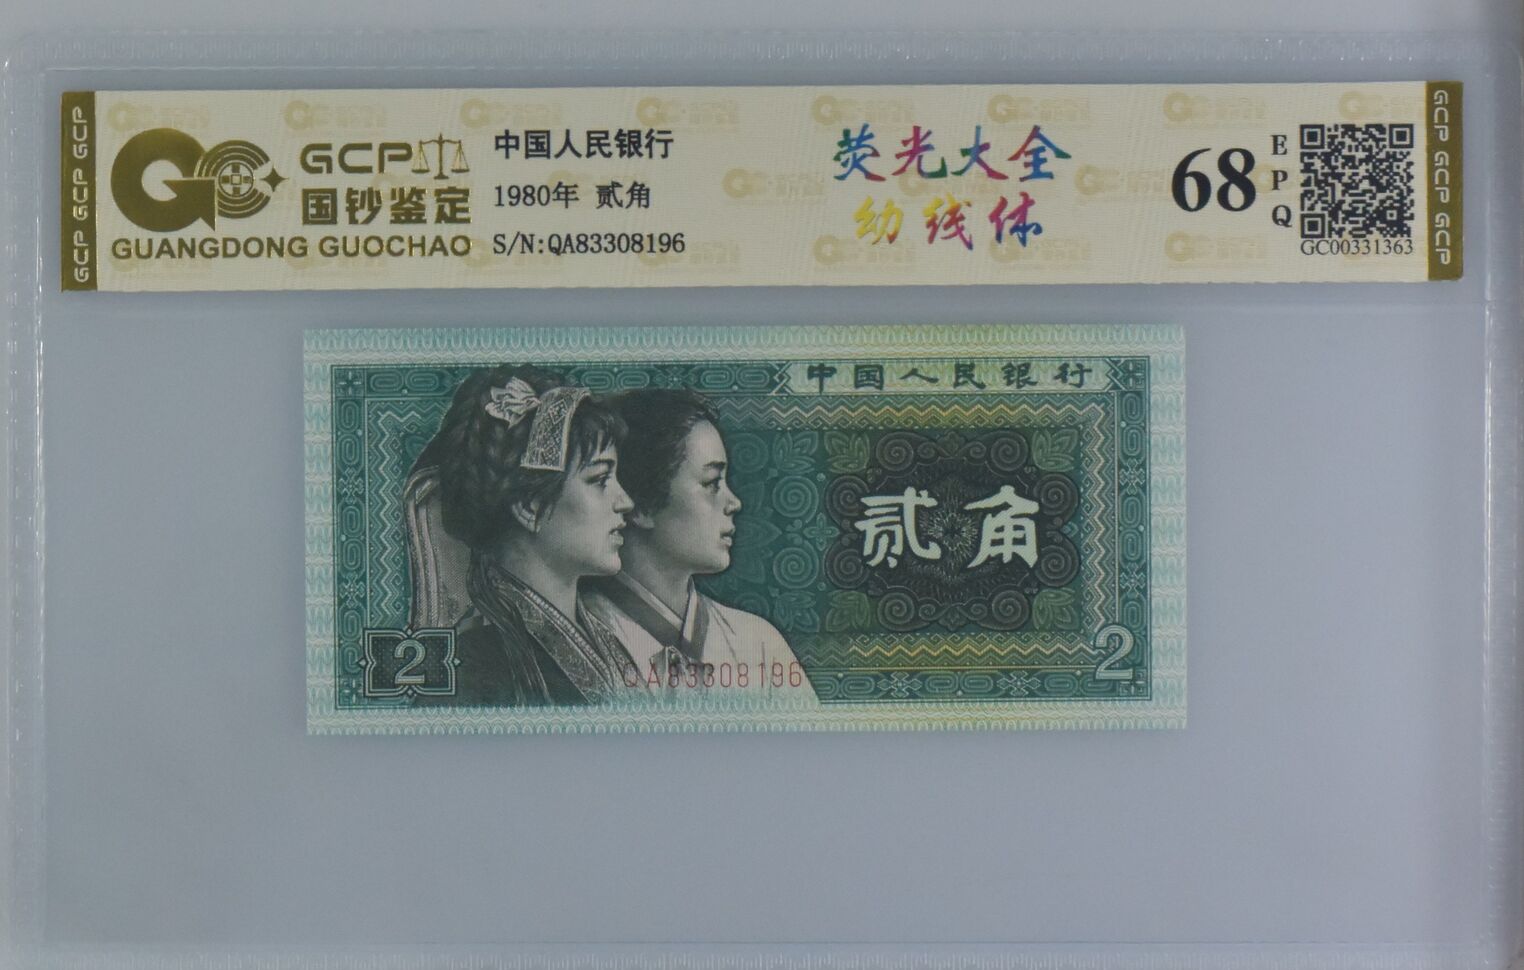 GCP
国钞鉴定
GUANGDONG GUOCHAO
中国人民银行
1980年 贰角
S/N:QA83308196
荧光大全
幼线体
68
EPQ
GC00331363
GCP GCP GCP
GCP GCP GCP
中国人民银行
贰角
2
2
QA83308196